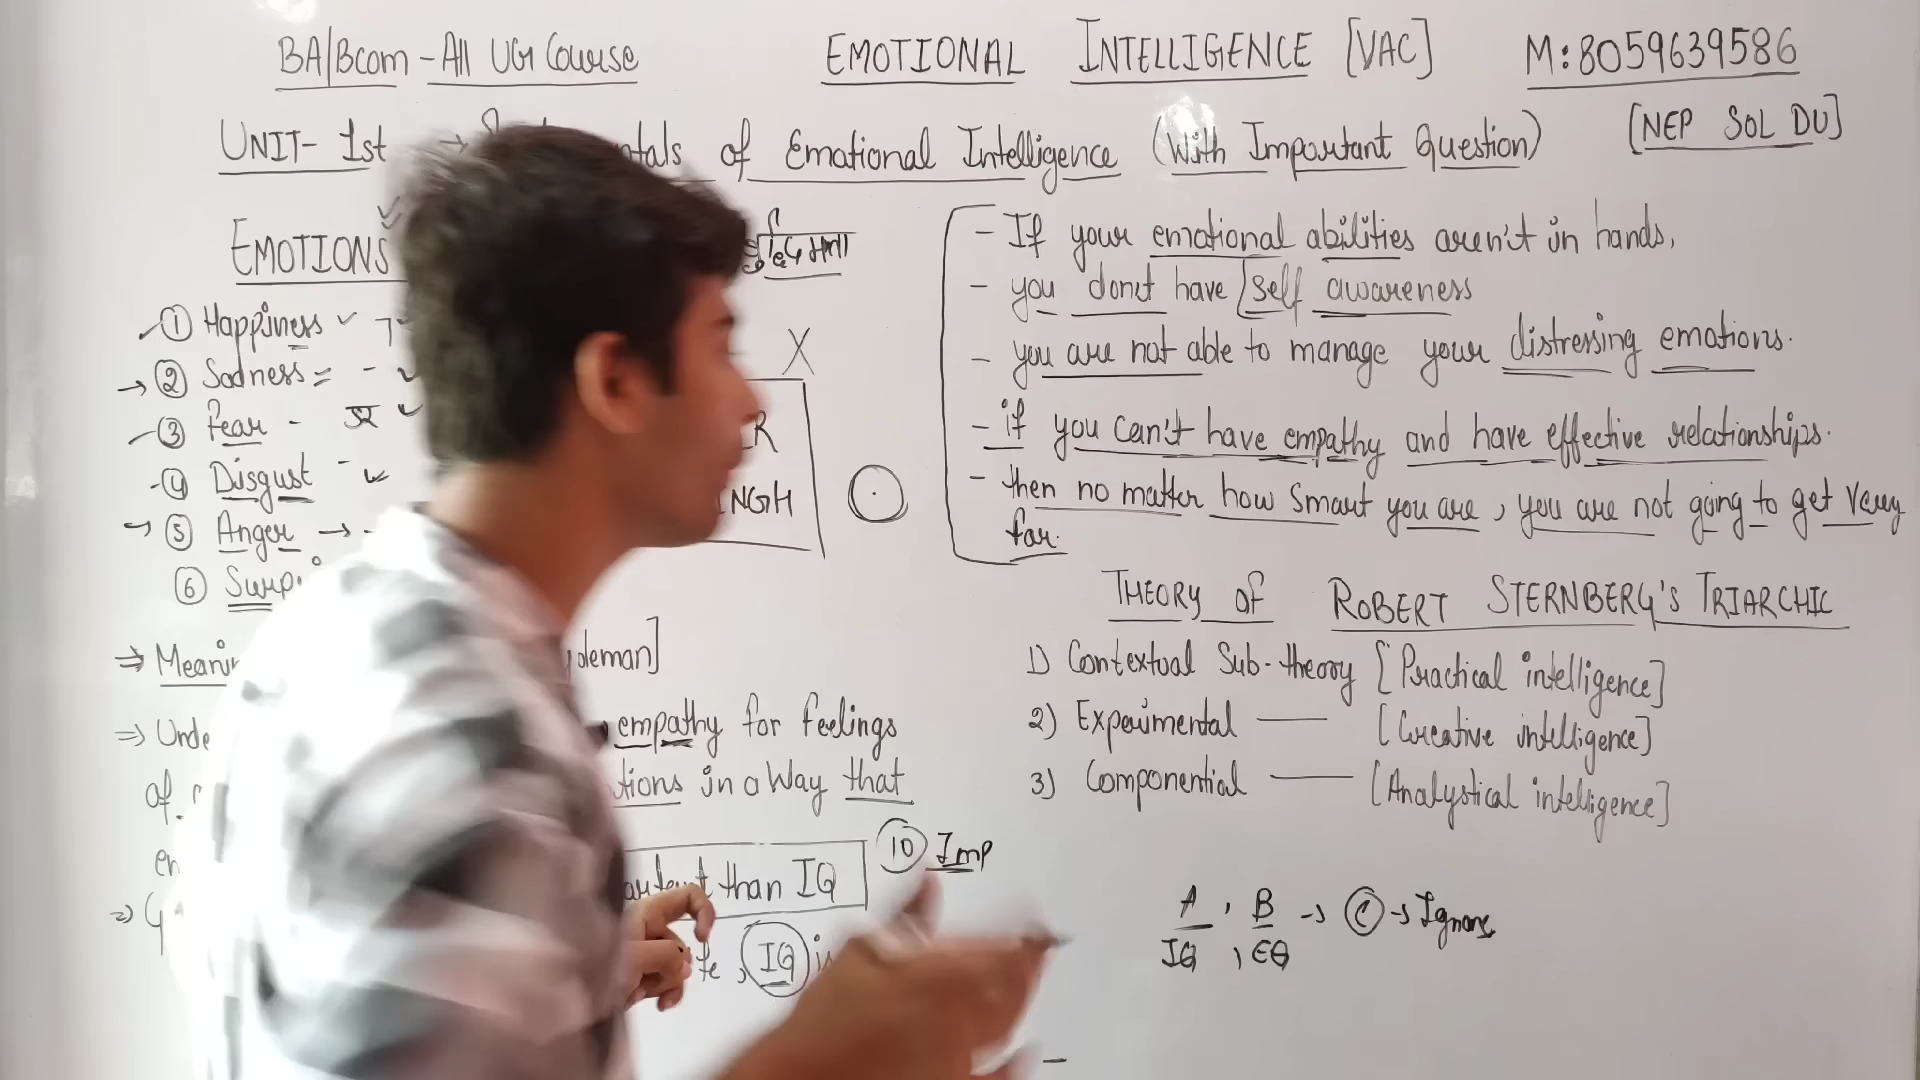 BA/Bcom - All UG Course
EMOTIONAL INTELLIGENCE [VAC]
M: 8059639586
UNIT- 1st → tals of Emotional Intelligence (With Important Question)
[NEP SOL DU]
EMOTIONS
① Happiness
→ ② Sadness
③ Fear -
④ Disgust
⑤ Anger →
⑥ Surp
X
R
INGH
- If your emotional abilities aren't in hands,
- you don't have self awareness
- you are not able to manage your distressing emotions.
- if you can't have empathy and have effective relationships.
- then no matter how smart you are, you are not going to get very
far.
⇒ Meanin oleman]
⇒ Unde empathy for feelings
of tions in a way that
en
than IQ
⑩ Imp
IQ is
THEORY of ROBERT STERNBERG'S TRIARCHIC
1) Contextual Sub-theory [Practical intelligence]
2) Experimental —— [Creative intelligence]
3) Componential —— [Analystical intelligence]
A , B → C → Ignore
IQ , EQ